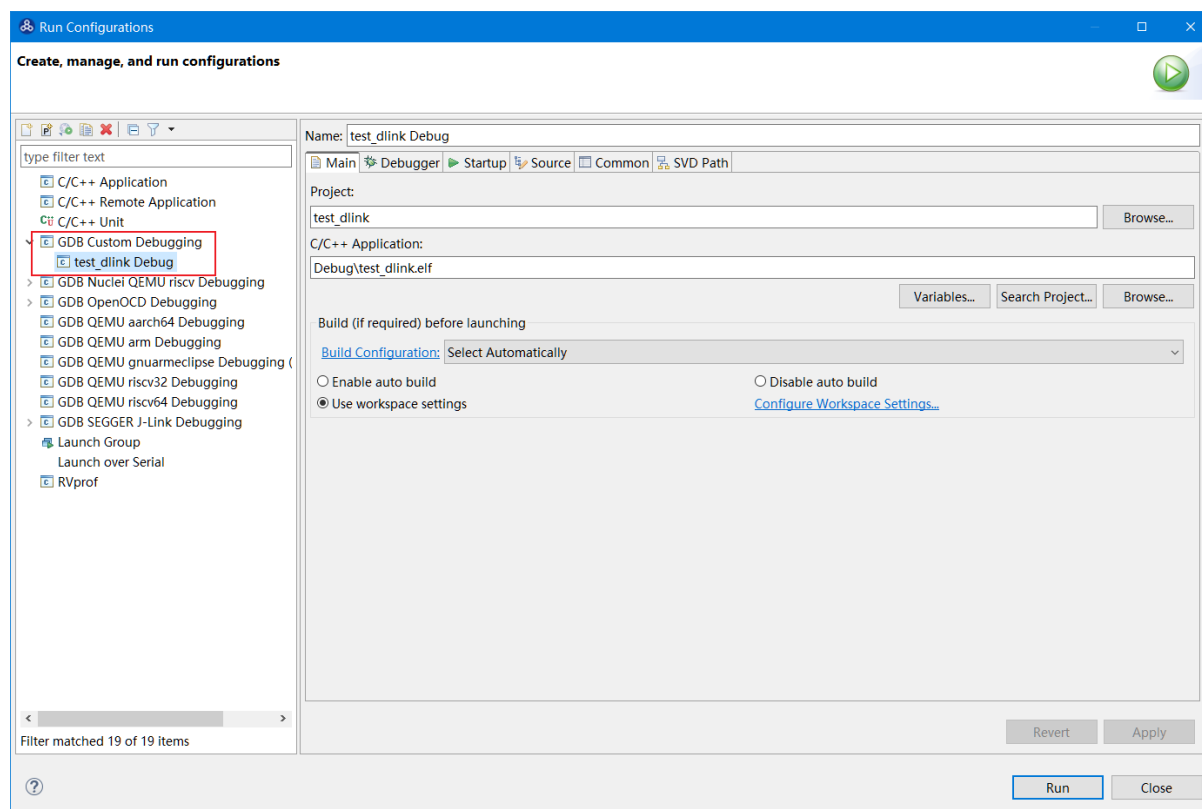 Run Configurations
Create, manage, and run configurations
type filter text
C/C++ Application
C/C++ Remote Application
C/C++ Unit
GDB Custom Debugging
test_dlink Debug
GDB Nuclei QEMU riscv Debugging
GDB OpenOCD Debugging
GDB QEMU aarch64 Debugging
GDB QEMU arm Debugging
GDB QEMU gnuarmeclipse Debugging (
GDB QEMU riscv32 Debugging
GDB QEMU riscv64 Debugging
GDB SEGGER J-Link Debugging
Launch Group
Launch over Serial
RVprof
Filter matched 19 of 19 items
Name: test_dlink Debug
Main Debugger Startup Source Common SVD Path
Project:
test_dlink Browse...
C/C++ Application:
Debug\test_dlink.elf
Variables... Search Project... Browse...
Build (if required) before launching
Build Configuration: Select Automatically
Enable auto build Disable auto build
Use workspace settings Configure Workspace Settings...
Revert Apply
? Run Close